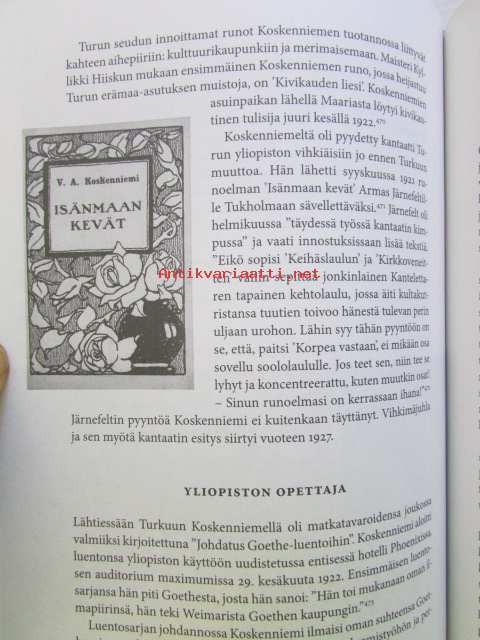 Turun seudun innoittamat runot Koskenniemen tuotannossa liittyvät
kahteen aihepiiriin: kulttuurikaupunkiin ja merimaisemaan. Maisteri Kyl-
likki Hiiskun mukaan ensimmäinen Koskenniemen runo, jossa heijastuu
Turun erämaa-asutuksen muistoja, on 'Kivikauden liesi'. Koskenniemien
asuinpaikan lähellä Maariasta löytyi kivikau-
tinen tulisija juuri kesällä 1922.
Koskenniemeltä oli pyydetty kantaatti Tu-
run yliopiston vihkiäisiin jo ennen Turkuun
muuttoa. Hän lähetti syyskuussa 1921 ru-
noelman 'Isänmaan kevät' Armas Järnefeltil-
le Tukholmaan sävellettäväksi. Järnefelt oli
helmikuussa "täydessä työssä kantaatin kim-
pussa" ja vaati innostuksissaan lisää tekstiä.
"Eikö sopisi 'Keihäslaulun' ja 'Kirkkoveneit-
ten' väliin sepittää jonkinlainen Kantelетta-
ren tapainen kehtolaulu, jossa äiti kultaku-
ristansa tuutien toivoo hänestä tulevan perin
uljaan urohon. Lähin syy tähän pyyntöön on
se, että, paitsi 'Korpea vastaan', ei mikään osa
sovellu soololaululle. Jos teet sen, niin tee se
lyhyt ja koncentreerattu, kuten muutkin osat!
– Sinun runoelmasi on kerrassaan ihana!"
Järnefeltin pyyntöä Koskenniemi ei kuitenkaan täyttänyt. Vihkimäjuhla
ja sen myötä kantaatin esitys siirtyi vuoteen 1927.
V. A. Koskenniemi
ISÄNMAAN
KEVÄT
Antikvariaatti.net
YLIOPISTON OPETTAJA
Lähtiessään Turkuun Koskenniemellä oli matkatavaroidensa joukossa
valmiiksi kirjoitettuna "Johdatus Goethe-luentoihin". Koskenniemi aloitti
luentonsa yliopiston käyttöön uudistetussa entisessä hotelli Phoenixissa,
sen auditorium maximumissa 29. kesäkuuta 1922. Ensimmäisen luento-
sarjansa hän piti Goethesta, josta hän sanoi: "Hän toi mukanaan oman il-
mapiirinsä, hän teki Weimarista Goethen kaupungin."
Luentosarjan johdannossa Koskenniemi ilmaisi oman suhteensa Goet-